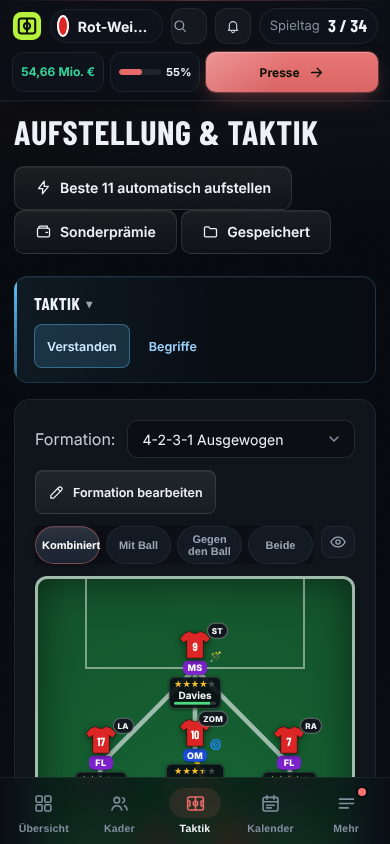 Rot-Wei...
Spieltag 3 / 34
54,66 Mio. €
55%
Presse →
AUFSTELLUNG & TAKTIK
Beste 11 automatisch aufstellen
Sonderprämie
Gespeichert
TAKTIK ▾
Verstanden
Begriffe
Formation:
4-2-3-1 Ausgewogen
Formation bearbeiten
Kombiniert
Mit Ball
Gegen
den Ball
Beide
ST
9
MS
Davies
LA
17
FL
ZOM
10
OM
RA
7
FL
Übersicht
Kader
Taktik
Kalender
Mehr